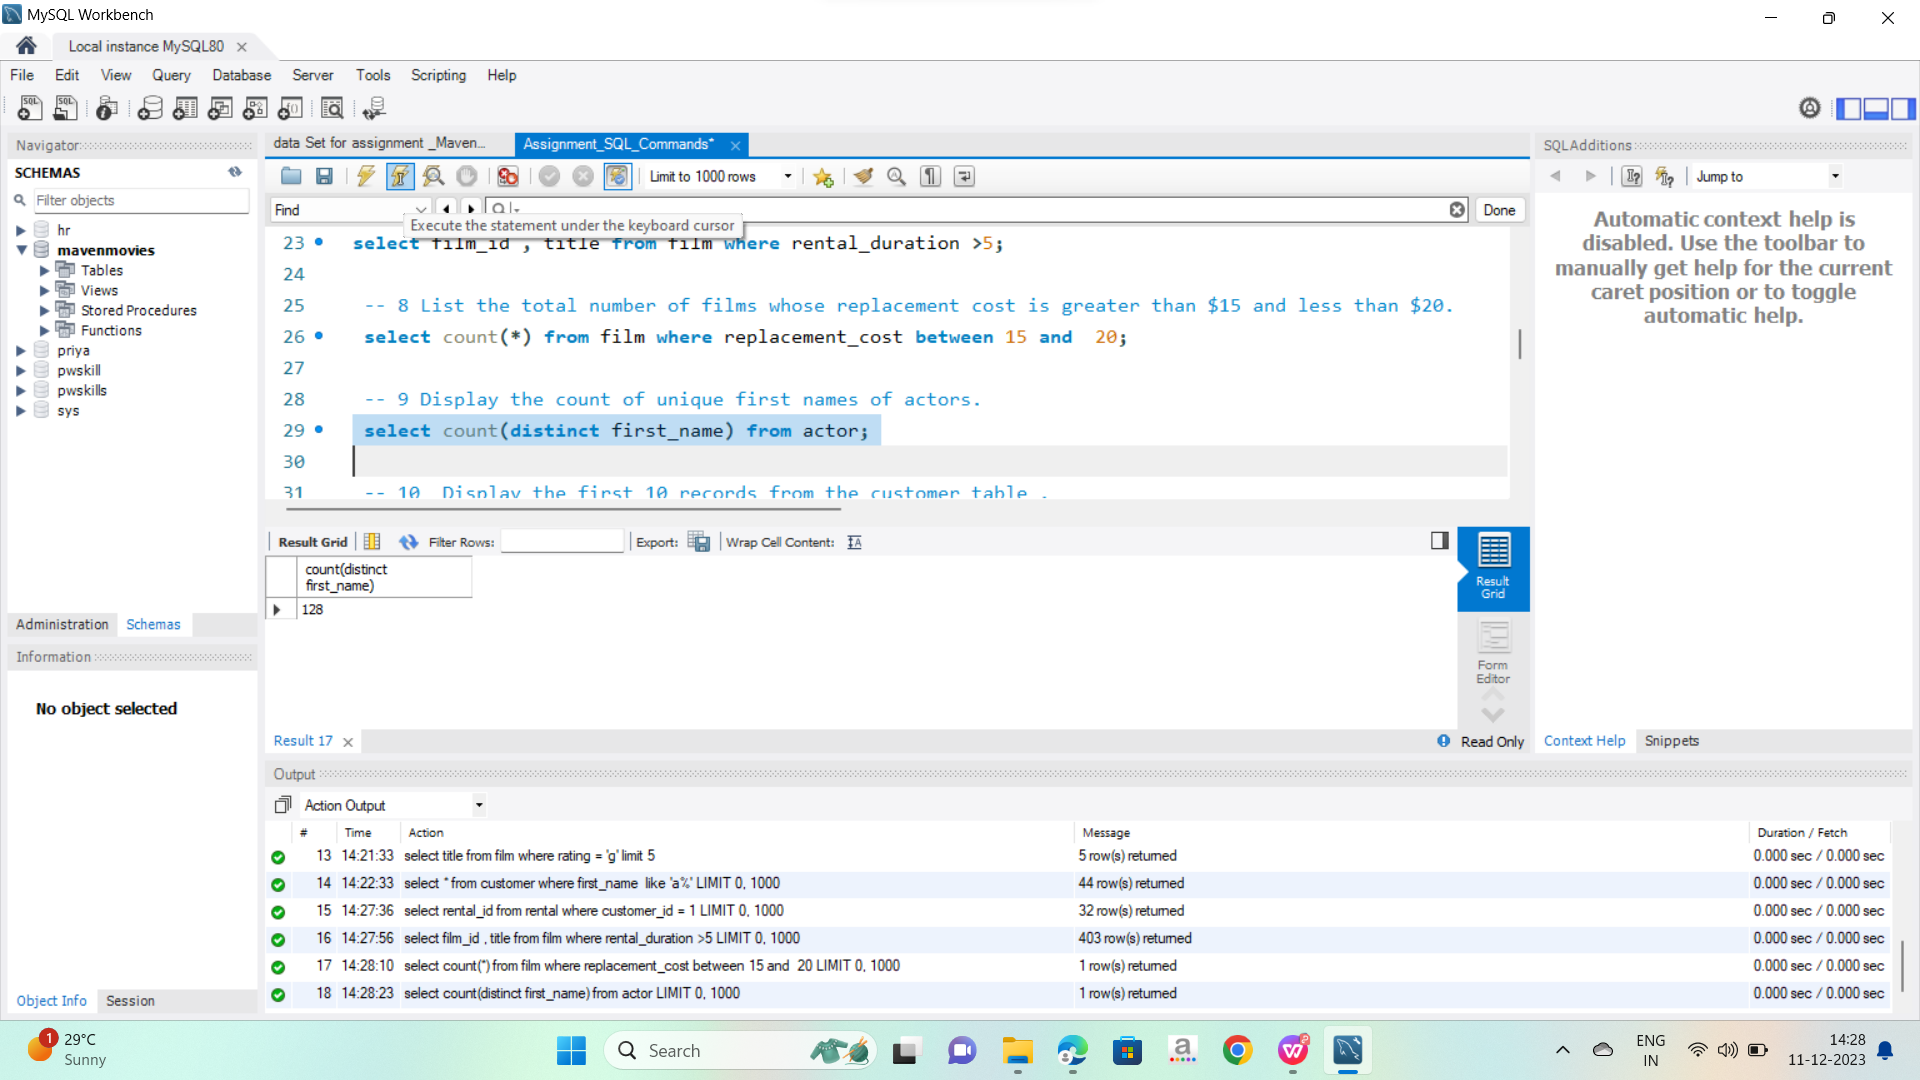 MySQL Workbench
Local instance MySQL80
File Edit View Query Database Server Tools Scripting Help
Navigator
SCHEMAS
Filter objects
hr
mavenmovies
Tables
Views
Stored Procedures
Functions
priya
pwskill
pwskills
sys
Administration Schemas
Information
No object selected
Object Info Session
data Set for assignment _Maven...
Assignment_SQL_Commands*
Limit to 1000 rows
Find
Done
Execute the statement under the keyboard cursor
23 select film_id , title from film where rental_duration >5;
24
25 -- 8 List the total number of films whose replacement cost is greater than $15 and less than $20.
26 select count(*) from film where replacement_cost between 15 and  20;
27
28 -- 9 Display the count of unique first names of actors.
29 select count(distinct first_name) from actor;
30
31 -- 10  Display the first 10 records from the customer table .
Result Grid Filter Rows: Export: Wrap Cell Content:
count(distinct
first_name)
128
Result
Grid
Form
Editor
Result 17
Read Only
SQLAdditions
Jump to
Automatic context help is
disabled. Use the toolbar to
manually get help for the current
caret position or to toggle
automatic help.
Context Help Snippets
Output
Action Output
# Time Action Message Duration / Fetch
13 14:21:33 select title from film where rating = 'g' limit 5 5 row(s) returned 0.000 sec / 0.000 sec
14 14:22:33 select * from customer where first_name  like 'a%' LIMIT 0, 1000 44 row(s) returned 0.000 sec / 0.000 sec
15 14:27:36 select rental_id from rental where customer_id = 1 LIMIT 0, 1000 32 row(s) returned 0.000 sec / 0.000 sec
16 14:27:56 select film_id , title from film where rental_duration >5 LIMIT 0, 1000 403 row(s) returned 0.000 sec / 0.000 sec
17 14:28:10 select count(*) from film where replacement_cost between 15 and  20 LIMIT 0, 1000 1 row(s) returned 0.000 sec / 0.000 sec
18 14:28:23 select count(distinct first_name) from actor LIMIT 0, 1000 1 row(s) returned 0.000 sec / 0.000 sec
1
29°C
Sunny
Search
ENG
IN
14:28
11-12-2023